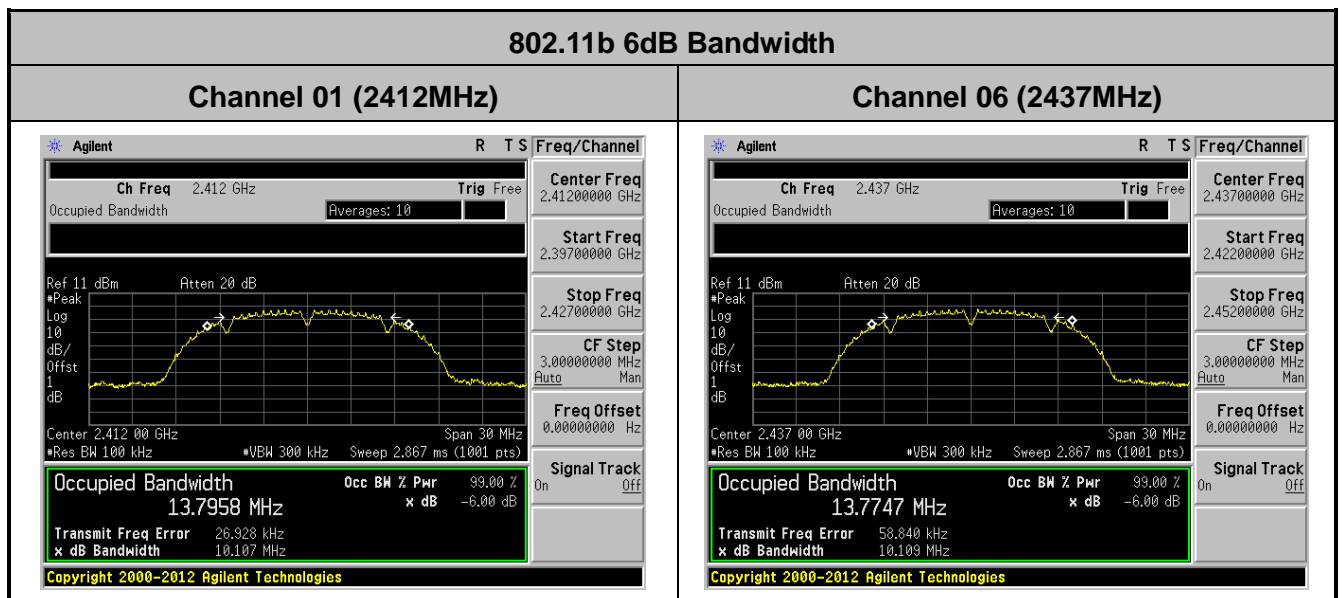 802.11b 6dB Bandwidth
Channel 01 (2412MHz)
Channel 06 (2437MHz)
Agilent R T S Freq/Channel
Ch Freq 2.412 GHz Trig Free
Occupied Bandwidth Averages: 10
Center Freq
2.41200000 GHz
Start Freq
2.39700000 GHz
Stop Freq
2.42700000 GHz
CF Step
3.00000000 MHz
Auto Man
Freq Offset
0.00000000 Hz
Signal Track
On Off
Ref 11 dBm Atten 20 dB
#Peak
Log
10
dB/
Offst
1
dB
Center 2.412 00 GHz Span 30 MHz
#Res BW 100 kHz #VBW 300 kHz Sweep 2.867 ms (1001 pts)
Occupied Bandwidth Occ BW % Pwr 99.00 %
13.7958 MHz x dB -6.00 dB
Transmit Freq Error 26.928 kHz
x dB Bandwidth 10.107 MHz
Copyright 2000-2012 Agilent Technologies
Agilent R T S Freq/Channel
Ch Freq 2.437 GHz Trig Free
Occupied Bandwidth Averages: 10
Center Freq
2.43700000 GHz
Start Freq
2.42200000 GHz
Stop Freq
2.45200000 GHz
CF Step
3.00000000 MHz
Auto Man
Freq Offset
0.00000000 Hz
Signal Track
On Off
Ref 11 dBm Atten 20 dB
#Peak
Log
10
dB/
Offst
1
dB
Center 2.437 00 GHz Span 30 MHz
#Res BW 100 kHz #VBW 300 kHz Sweep 2.867 ms (1001 pts)
Occupied Bandwidth Occ BW % Pwr 99.00 %
13.7747 MHz x dB -6.00 dB
Transmit Freq Error 58.840 kHz
x dB Bandwidth 10.109 MHz
Copyright 2000-2012 Agilent Technologies